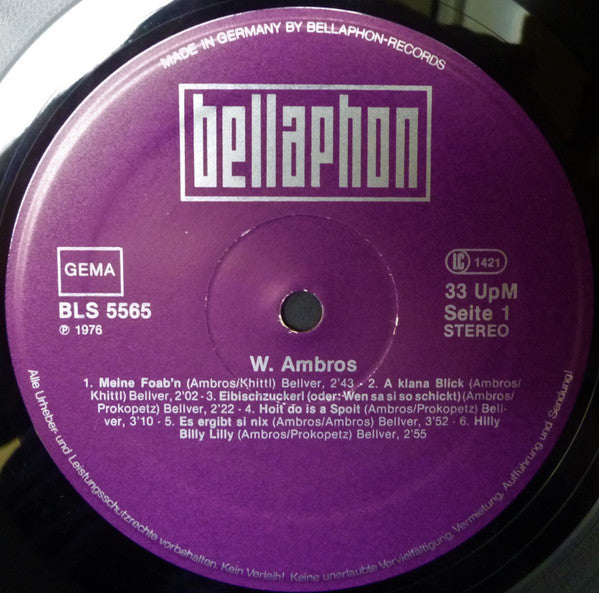 MADE IN GERMANY BY BELLAPHON-RECORDS
bellaphon
GEMA
BLS 5565
℗ 1976
LC 1421
33 UpM
Seite 1
STEREO
W. Ambros
1. Meine Foab'n (Ambros/Khittl) Bellver, 2'43 · 2. A klana Blick (Ambros/
Khittl) Bellver, 2'02 · 3. Eibischzuckerl (oder: Wen sa si so schickt) (Ambros/
Prokopetz) Bellver, 2'22 · 4. Hoit do is a Spoit (Ambros/Prokopetz) Bell-
ver, 3'10 · 5. Es ergibt si nix (Ambros/Ambros) Bellver, 3'52 · 6. Hilly
Billy Lilly (Ambros/Prokopetz) Bellver, 2'55
Alle Urheber- und Leistungsschutzrechte vorbehalten. Kein Verleih! Keine unerlaubte Vervielfältigung, Vermietung, Aufführung und Sendung!